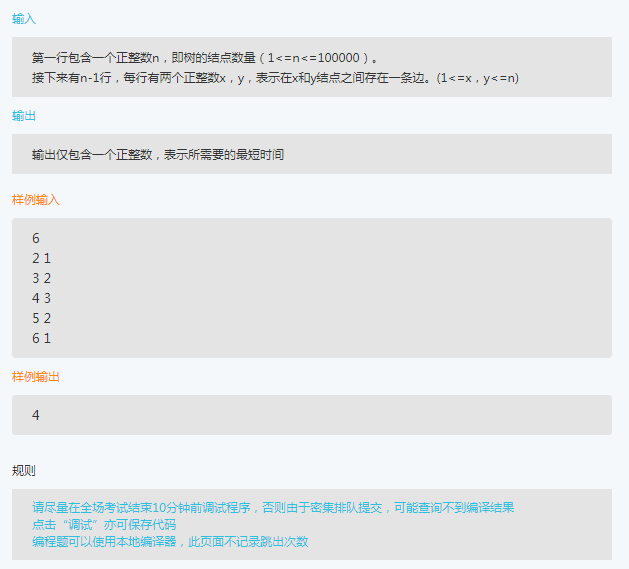 输入
第一行包含一个正整数n，即树的结点数量（1<=n<=100000）。
接下来有n-1行，每行有两个正整数x，y，表示在x和y结点之间存在一条边。(1<=x，y<=n)
输出
输出仅包含一个正整数，表示所需要的最短时间
样例输入
6
2 1
3 2
4 3
5 2
6 1
样例输出
4
规则
请尽量在全场考试结束10分钟前调试程序，否则由于密集排队提交，可能查询不到编译结果
点击“调试”亦可保存代码
编程题可以使用本地编译器，此页面不记录跳出次数